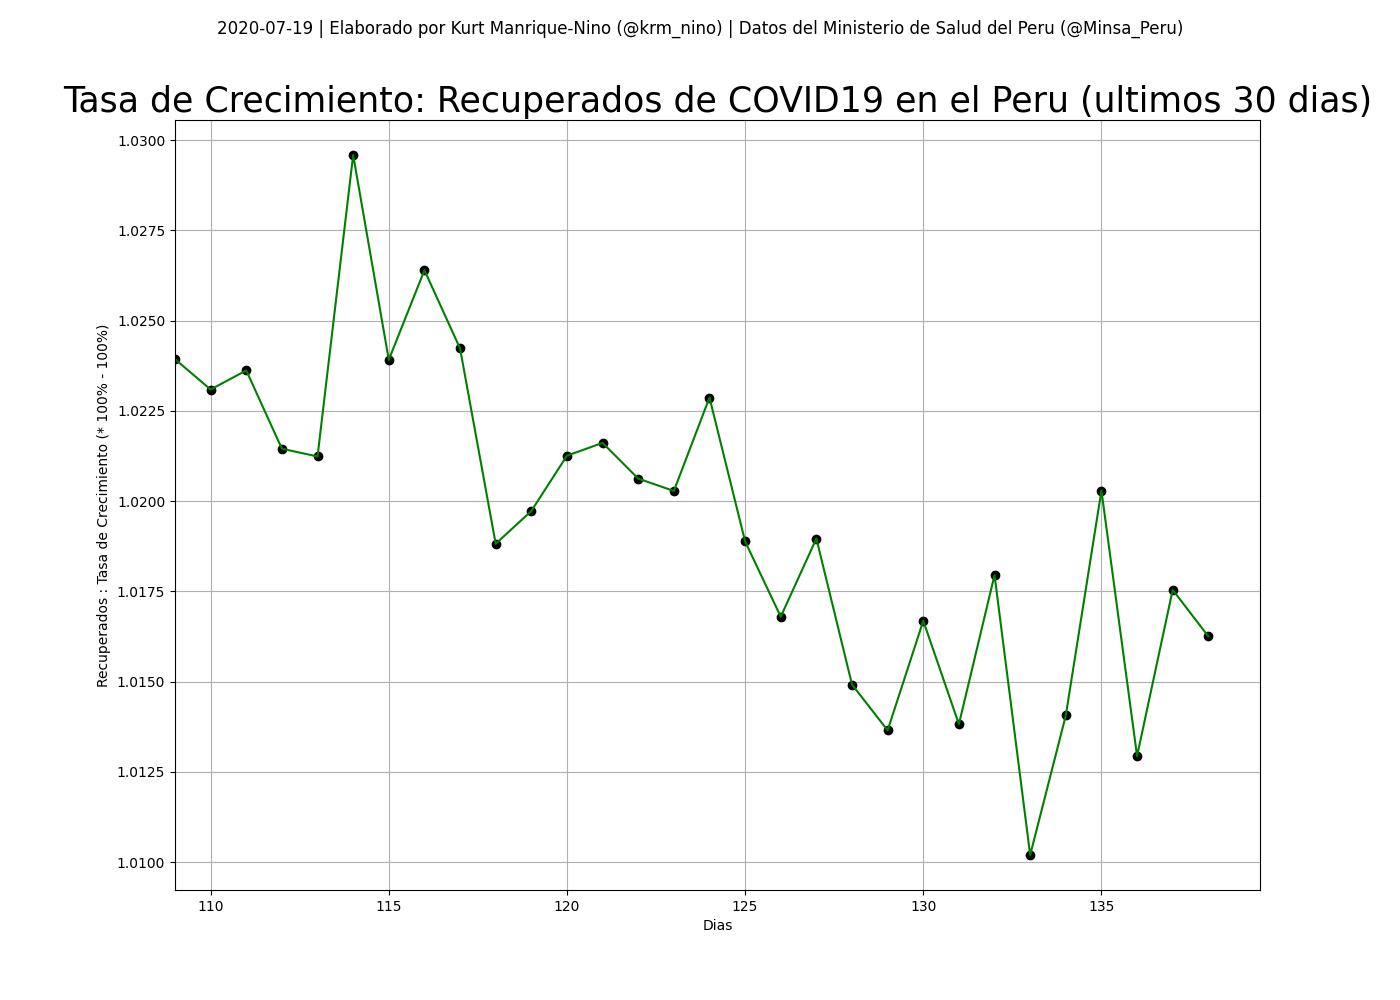 2020-07-19 | Elaborado por Kurt Manrique-Nino (@krm_nino) | Datos del Ministerio de Salud del Peru (@Minsa_Peru)
Tasa de Crecimiento: Recuperados de COVID19 en el Peru (ultimos 30 dias)
Recuperados : Tasa de Crecimiento (* 100% - 100%)
1.0300
1.0275
1.0250
1.0225
1.0200
1.0175
1.0150
1.0125
1.0100
110 115 120 125 130 135
Dias